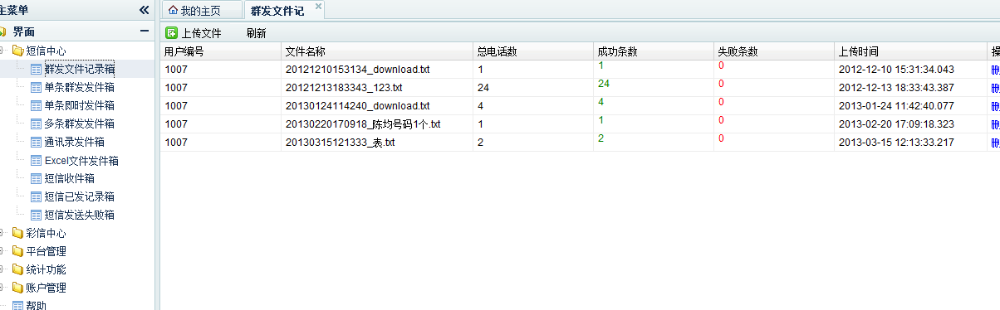 主菜单
我的主页 群发文件记
界面
上传文件 刷新
短信中心
用户编号 文件名称 总电话数 成功条数 失败条数 上传时间
群发文件记录箱
1007 20121210153134_download.txt 1 1 0 2012-12-10 15:31:34.043
单条群发发件箱
1007 20121213183343_123.txt 24 24 0 2012-12-13 18:33:43.387
单条即时发件箱
1007 20130124114240_download.txt 4 4 0 2013-01-24 11:42:40.077
多条群发发件箱
1007 20130220170918_陈均号码1个.txt 1 1 0 2013-02-20 17:09:18.323
通讯录发件箱
1007 20130315121333_表.txt 2 2 0 2013-03-15 12:13:33.217
Excel文件发件箱
短信收件箱
短信已发记录箱
短信发送失败箱
彩信中心
平台管理
统计功能
账户管理
帮助